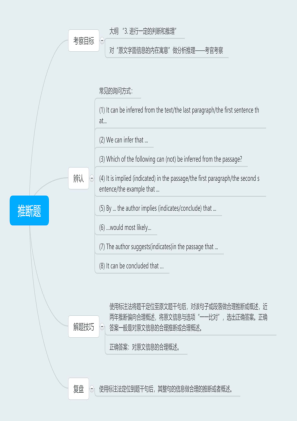 推断题
考察目标
大纲 “3. 进行一定的判断和推理”
对“原文字面信息的内在寓意”做分析推理——考官考察
辨认
常见的询问方式：
(1) It can be inferred from the text/the last paragraph/the first sentence th
at...
(2) We can infer that ...
(3) Which of the following can (not) be inferred from the passage?
(4) It is implied (indicated) in the passage/the first paragraph/the second s
entence/the example that ...
(5) By ... the author implies (indicates/conclude) that ...
(6) ...would most likely...
(7) The author suggests(indicates)in the passage that ...
(8) It can be concluded that ...
解题技巧
使用标注法将题干定位至原文题干句后，对该句子或段落做合理推断或概述，近
两年推断偏向合理概述，将原文信息与选项“一一比对”，选出正确答案。正确
答案一般是对原文信息的合理推断或合理概述。
正确答案：对原文信息的合理概述。
复盘
使用标注法定位到题干句后，其整句的信息做合理的推断或者概述。